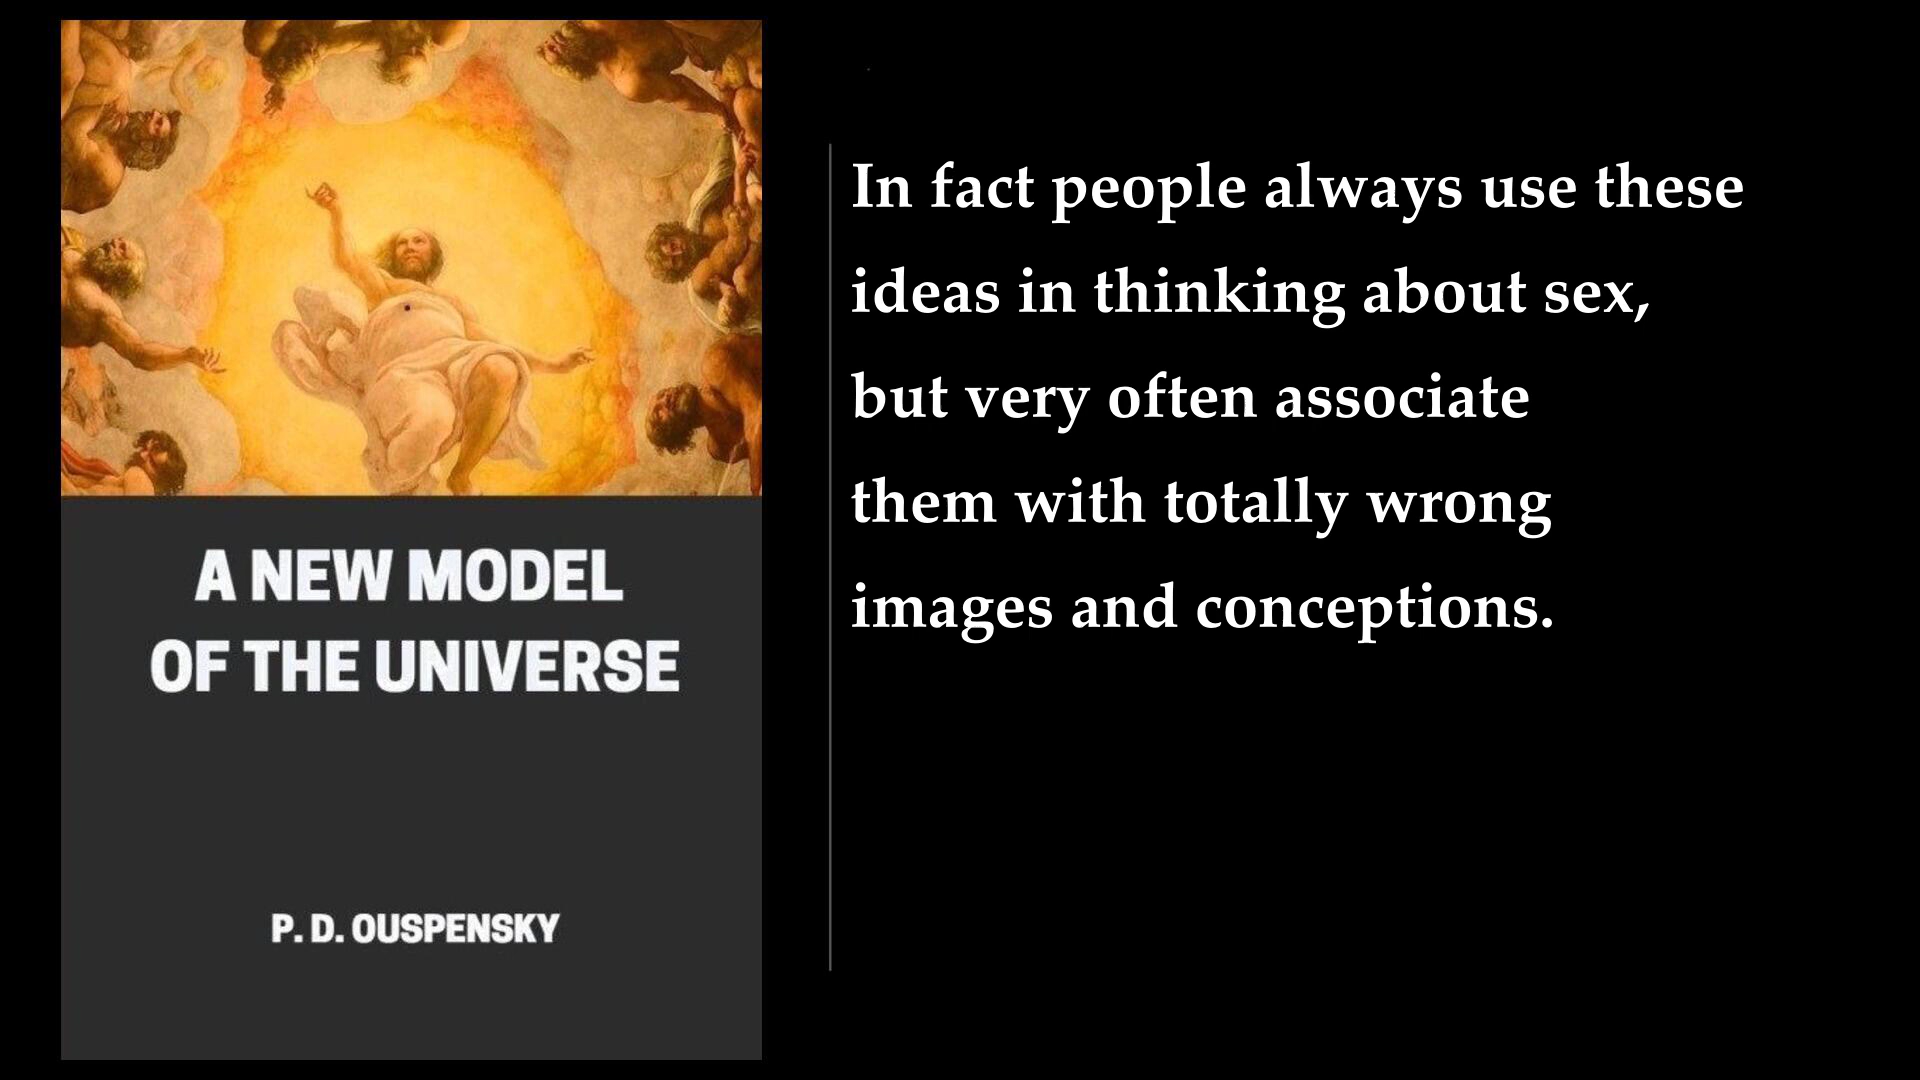 A NEW MODEL
OF THE UNIVERSE
P. D. OUSPENSKY
In fact people always use these
ideas in thinking about sex,
but very often associate
them with totally wrong
images and conceptions.